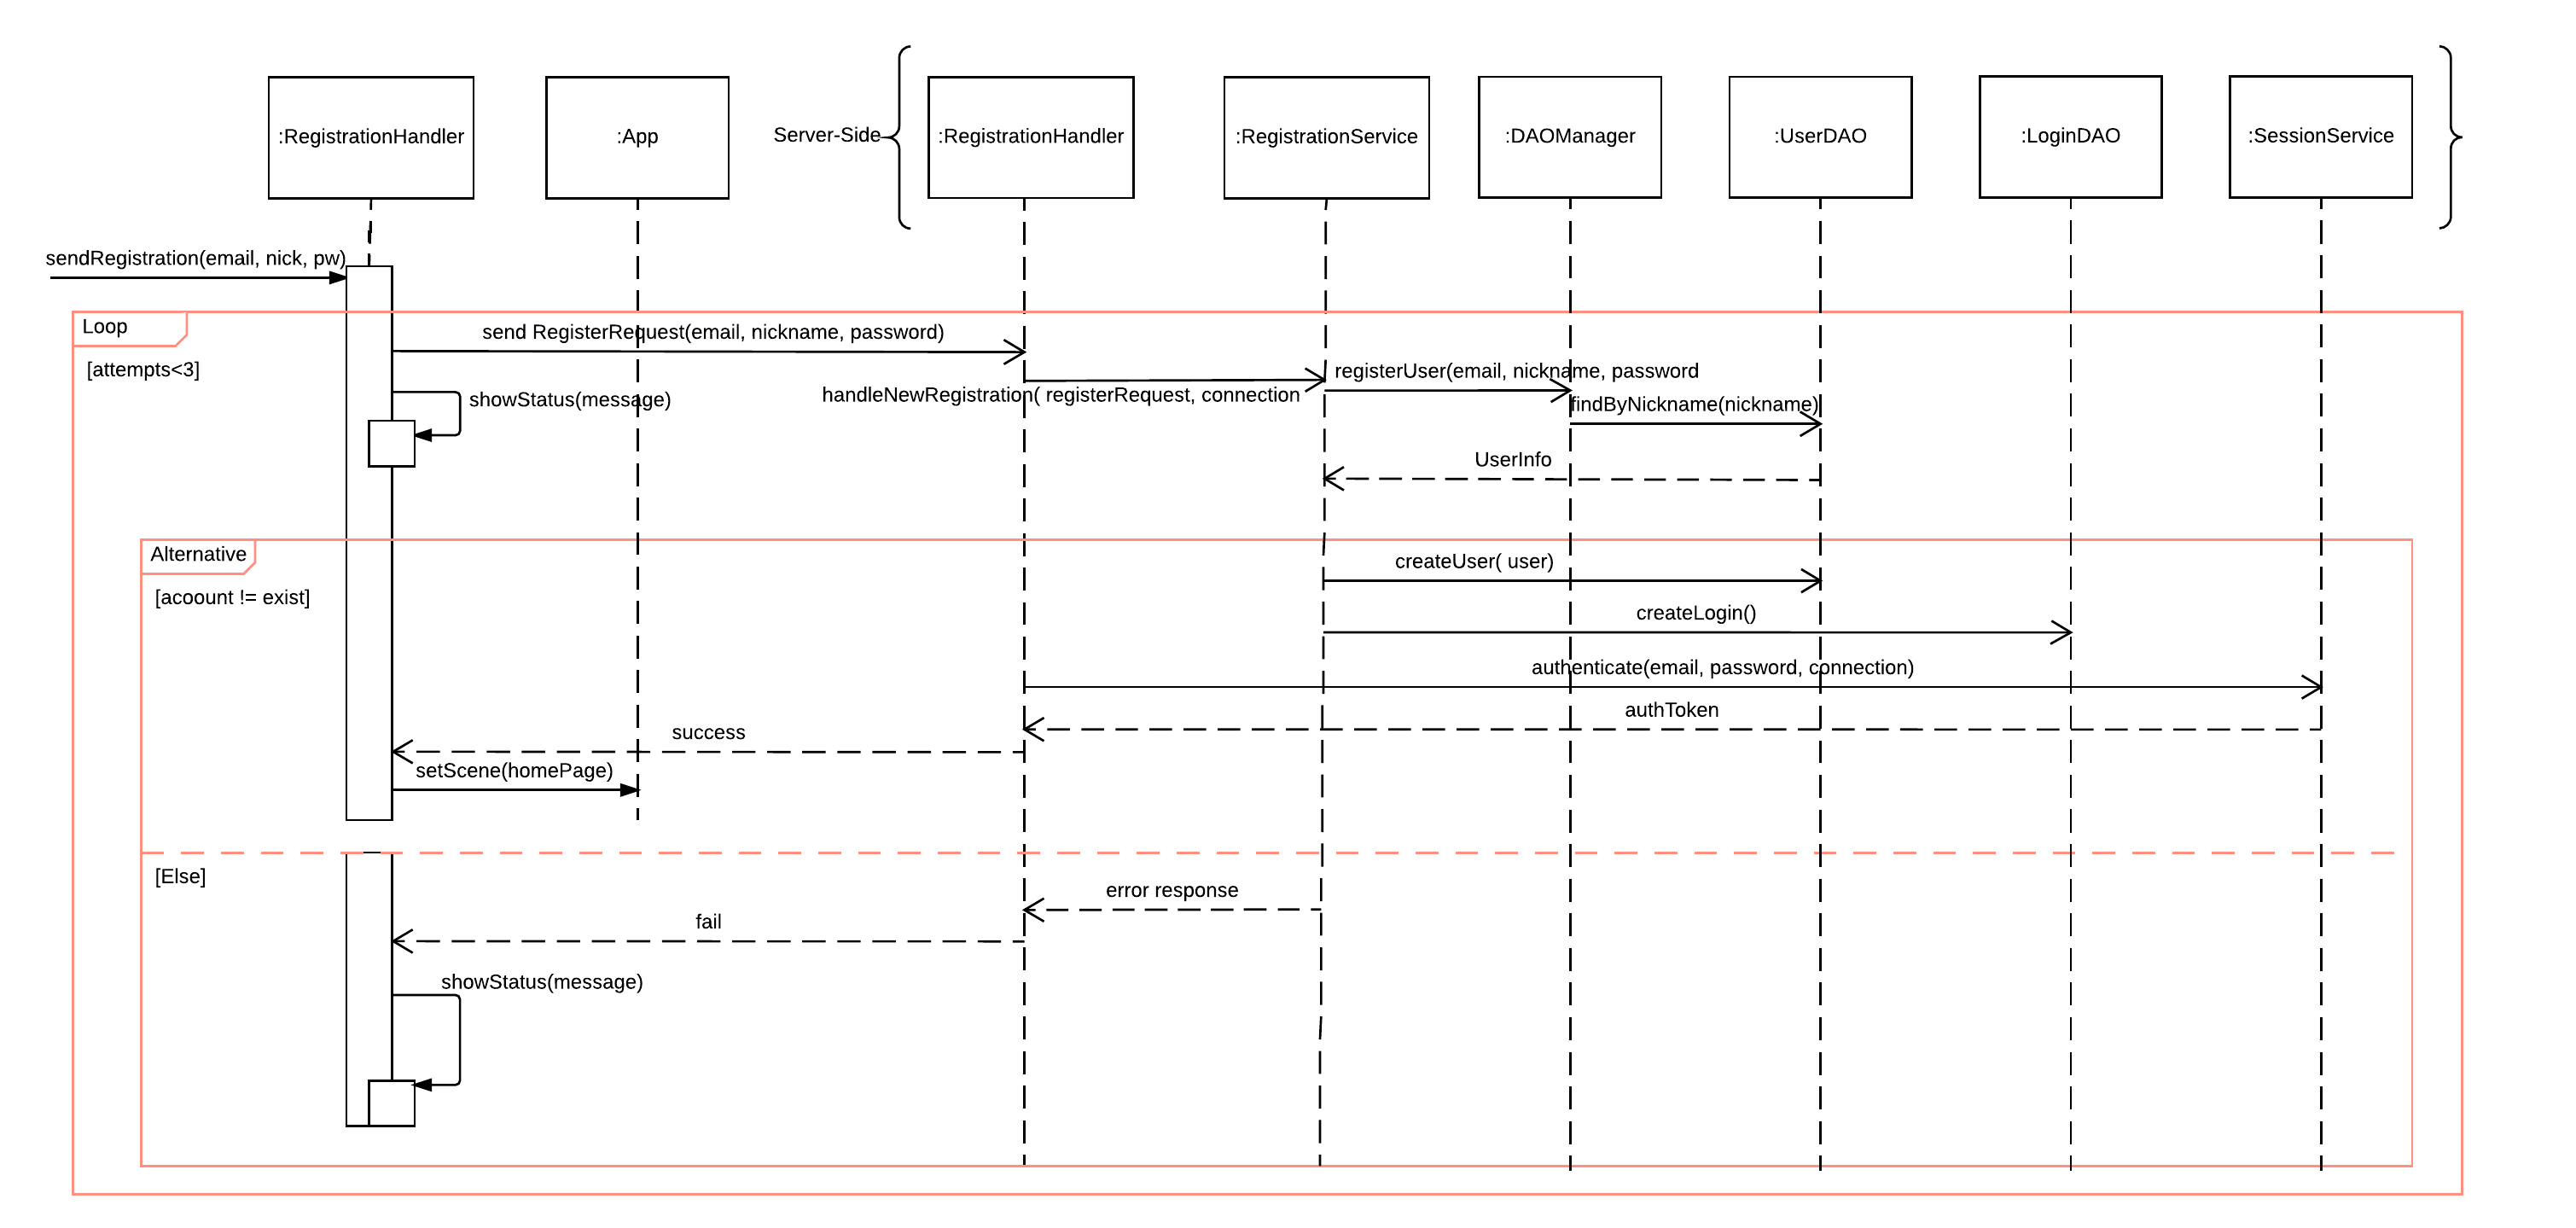 :RegistrationHandler
:App
Server-Side
:RegistrationHandler
:RegistrationService
:DAOManager
:UserDAO
:LoginDAO
:SessionService
sendRegistration(email, nick, pw)
Loop
[attempts<3]
send RegisterRequest(email, nickname, password)
registerUser(email, nickname, password
handleNewRegistration( registerRequest, connection
showStatus(message)
findByNickname(nickname)
UserInfo
Alternative
[acoount != exist]
createUser( user)
createLogin()
authenticate(email, password, connection)
authToken
success
setScene(homePage)
[Else]
error response
fail
showStatus(message)